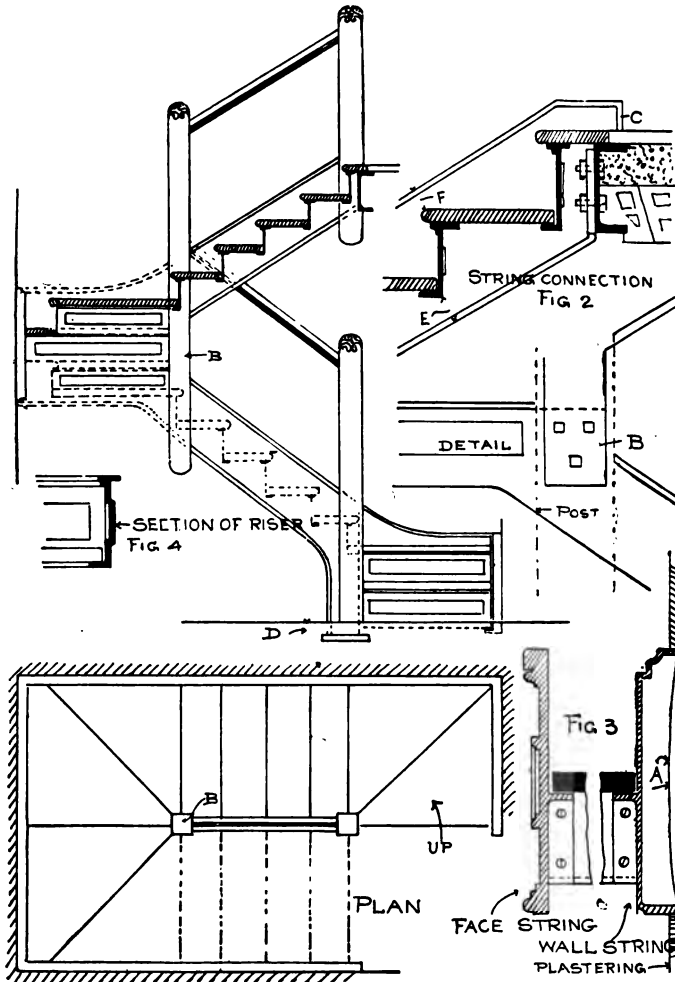 C
F
STRING CONNECTION
FIG 2
E
B
DETAIL
B
POST
SECTION OF RISER
FIG 4
D
B
UP
PLAN
FIG 3
A
FACE STRING
WALL STRING
PLASTERING